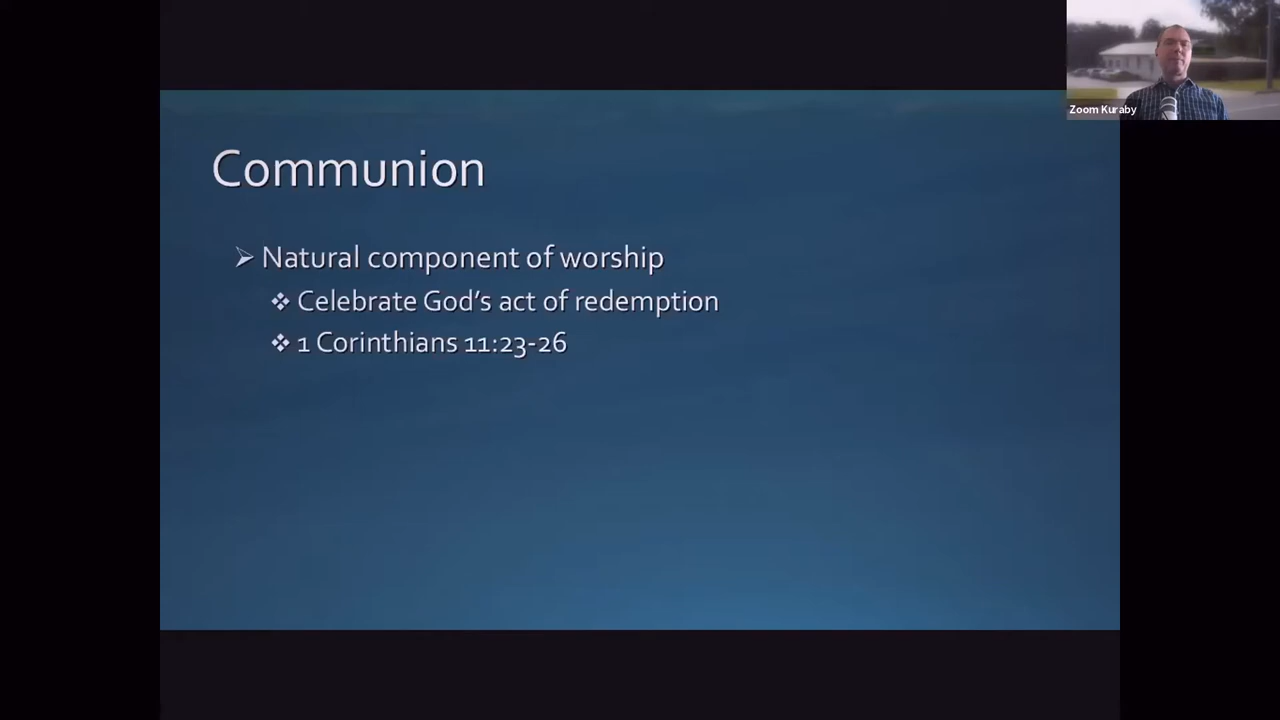 Communion
Natural component of worship
Celebrate God's act of redemption
1 Corinthians 11:23-26
Zoom Kuraby